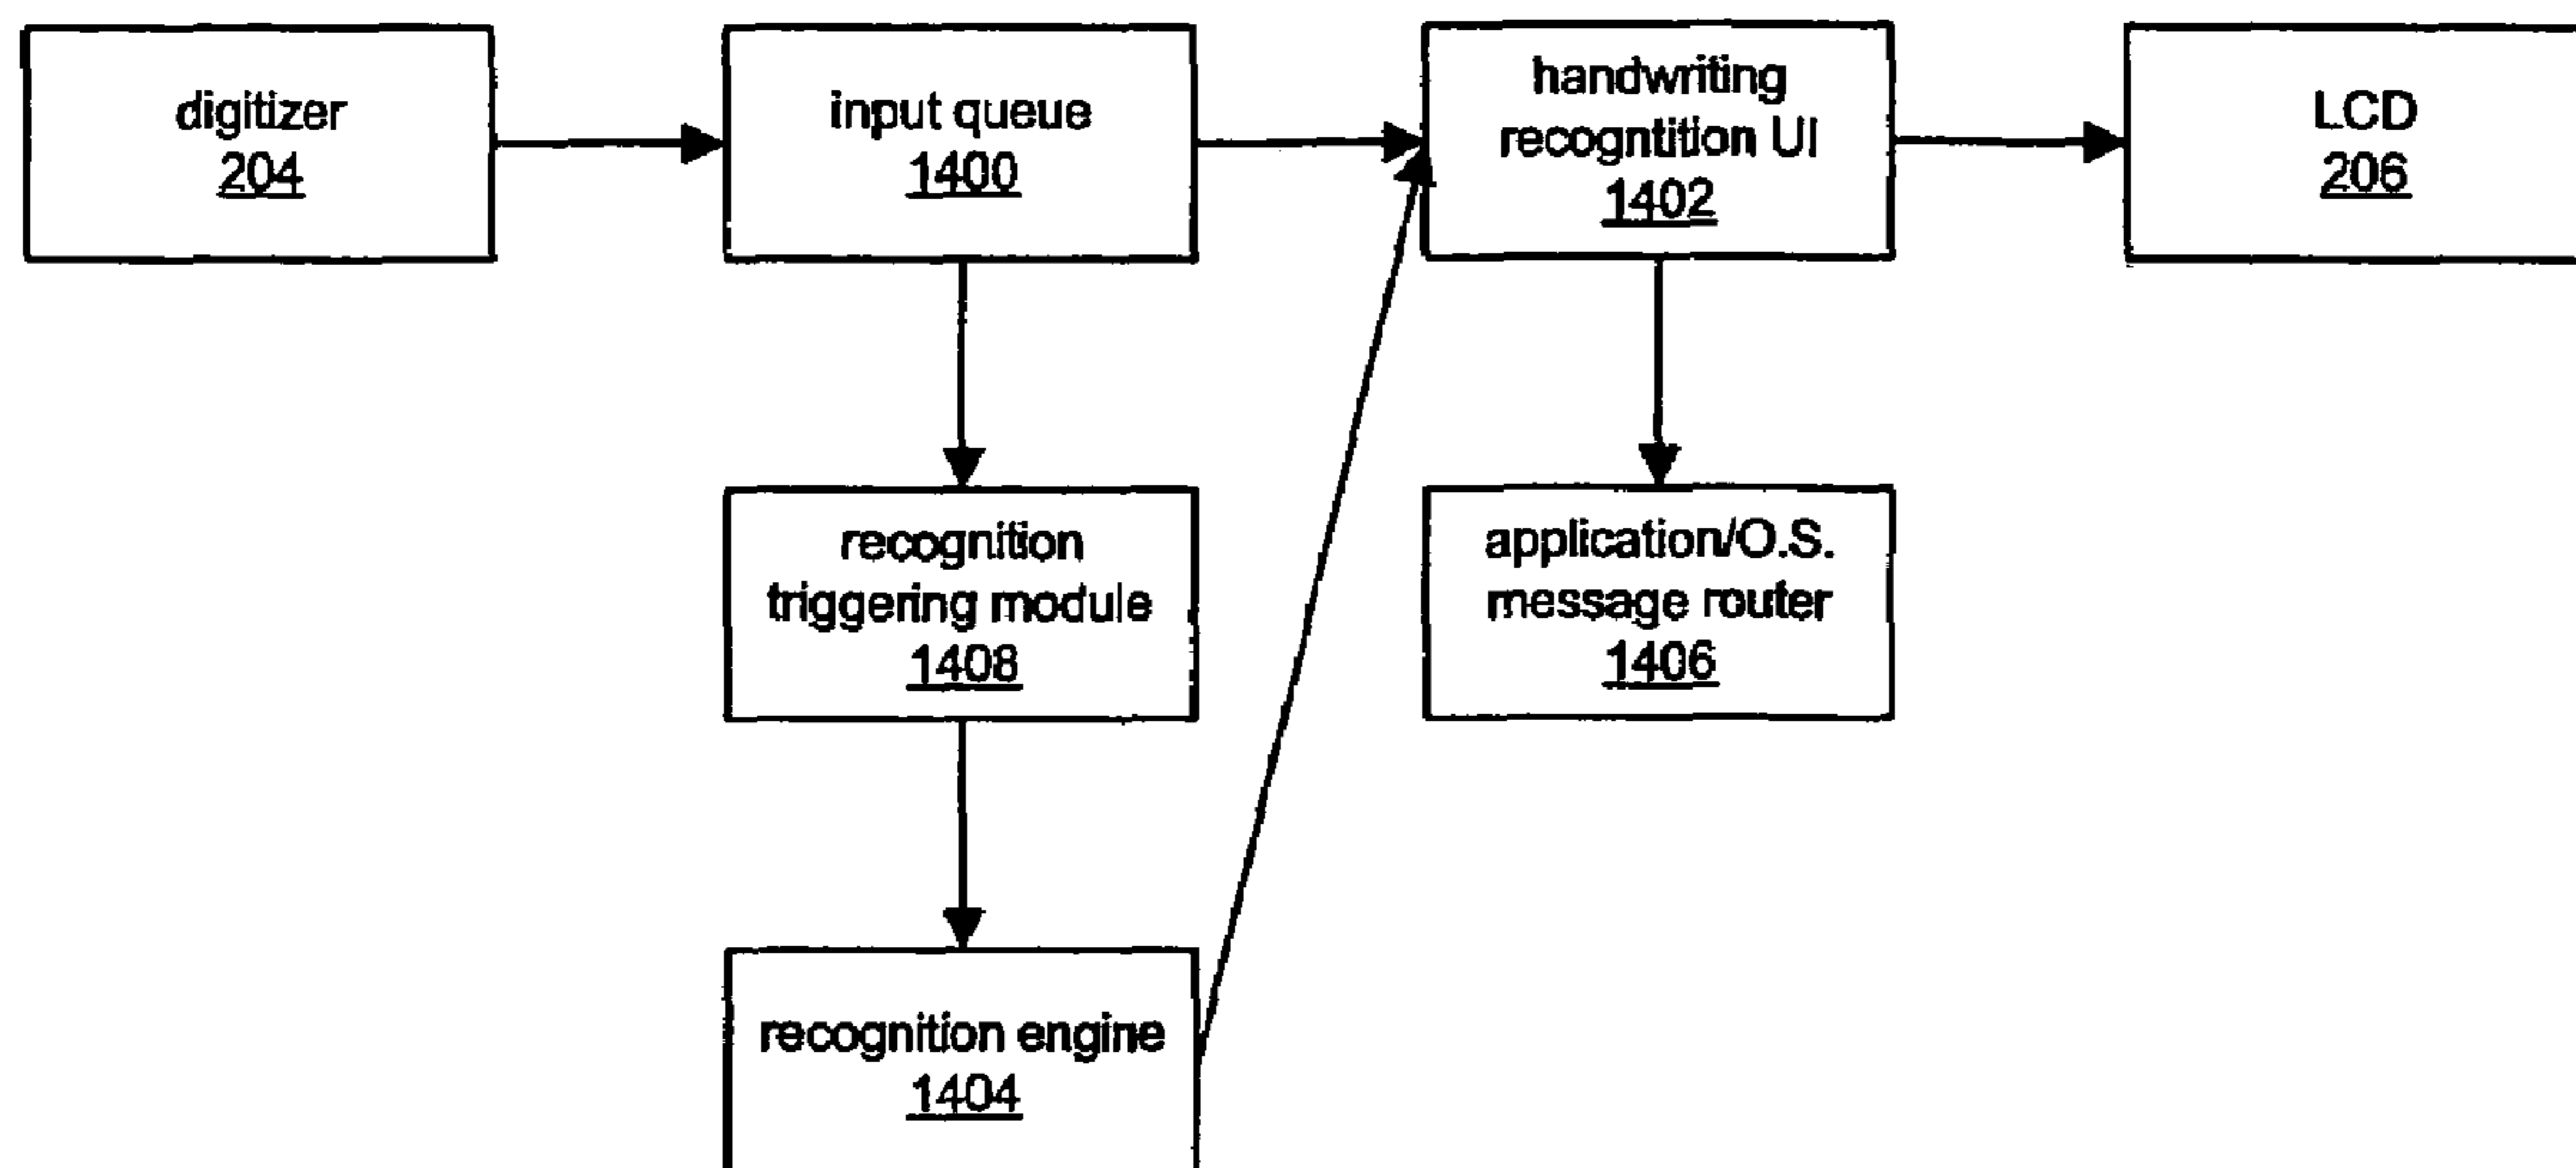 digitizer
204
input queue
1400
handwriting
recogntition UI
1402
LCD
206
recognition
triggering module
1408
application/O.S.
message router
1406
recognition engine
1404